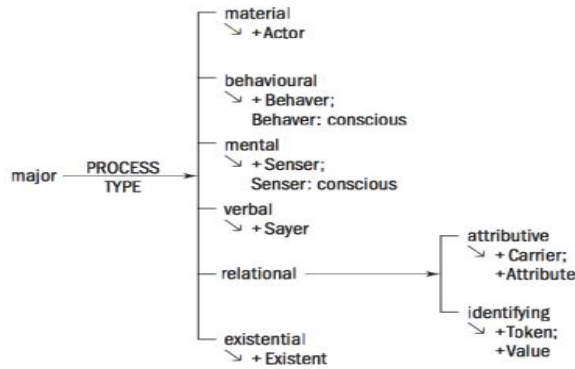 material
+Actor
behavioural
+ Behaver;
Behaver: conscious
mental
+ Senser;
Senser: conscious
major
PROCESS
TYPE
verbal
+ Sayer
relational
attributive
+ Carrier;
+Attribute
identifying
+Token;
+Value
existential
+ Existent